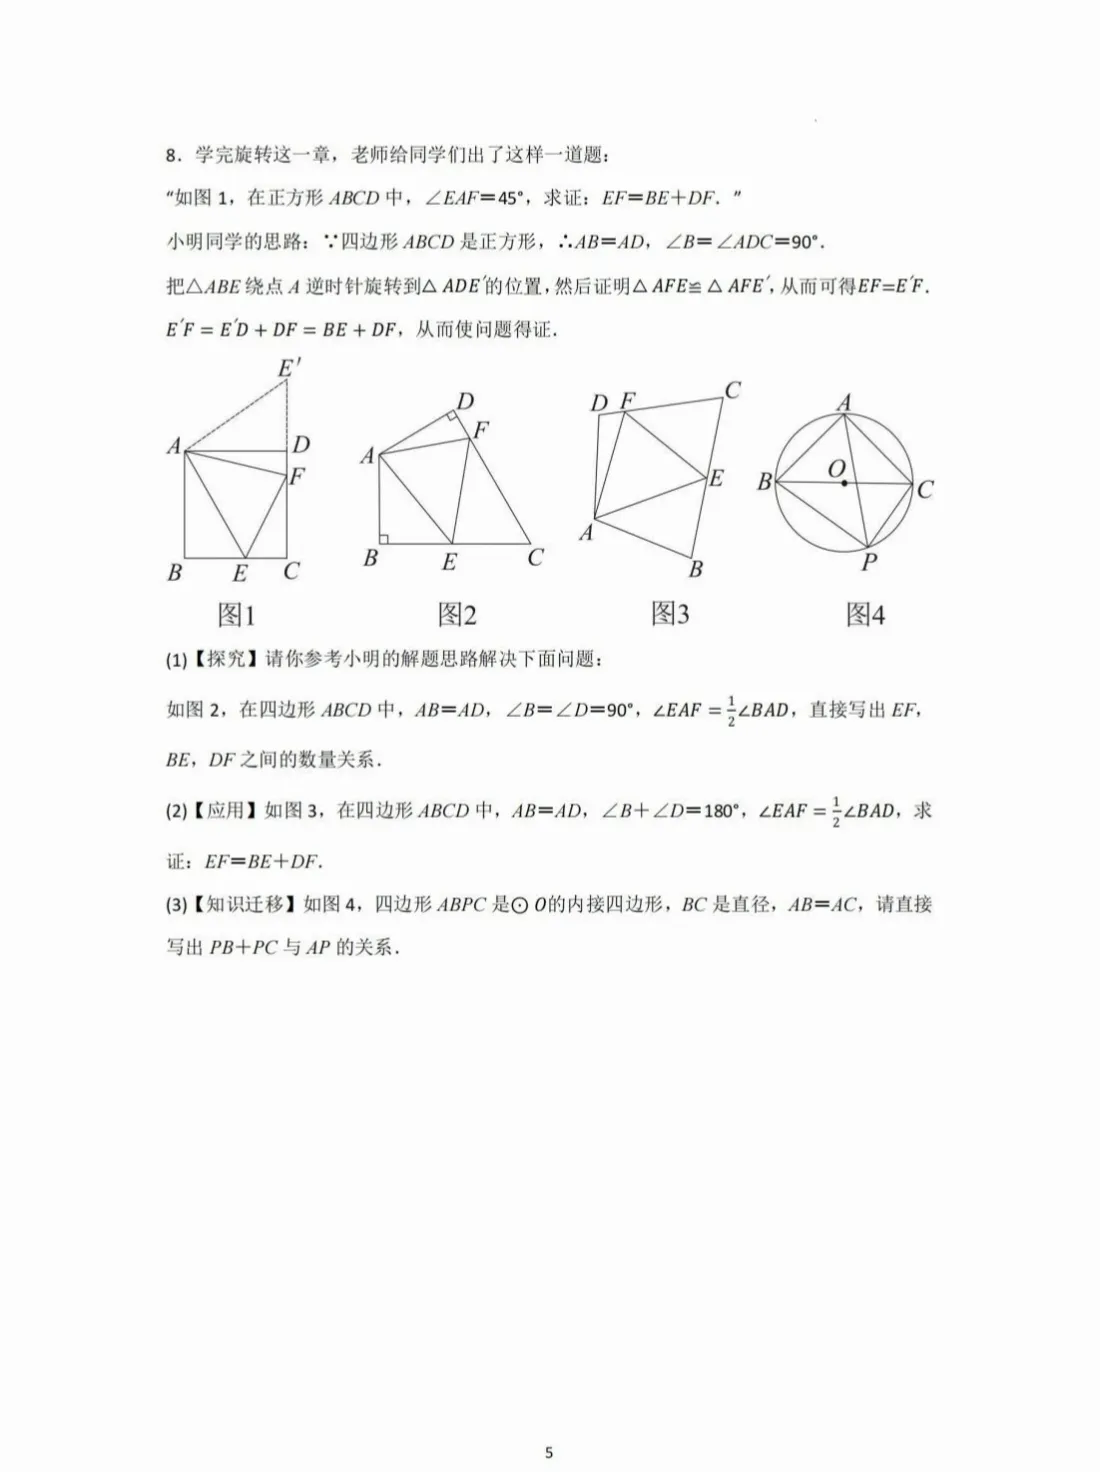 8．学完旋转这一章，老师给同学们出了这样一道题：
“如图 1，在正方形 ABCD 中，∠EAF＝45°，求证：EF＝BE＋DF．”
小明同学的思路：∵四边形 ABCD 是正方形，∴AB＝AD，∠B＝∠ADC＝90°．
把△ABE 绕点 A 逆时针旋转到△ ADE′的位置，然后证明△ AFE≌△ AFE′，从而可得EF=E′F．
E′F = E′D + DF = BE + DF，从而使问题得证．
E′
A
D
F
B
E
C
图1
D
F
A
B
E
C
图2
D
F
C
E
A
B
图3
A
B
O
C
P
图4
(1)【探究】请你参考小明的解题思路解决下面问题：
如图 2，在四边形 ABCD 中，AB＝AD，∠B＝∠D＝90°，∠EAF = 1/2∠BAD，直接写出 EF，
BE，DF 之间的数量关系．
(2)【应用】如图 3，在四边形 ABCD 中，AB＝AD，∠B＋∠D＝180°，∠EAF = 1/2∠BAD，求
证：EF＝BE＋DF．
(3)【知识迁移】如图 4，四边形 ABPC 是⊙ O的内接四边形，BC 是直径，AB＝AC，请直接
写出 PB＋PC 与 AP 的关系．
5